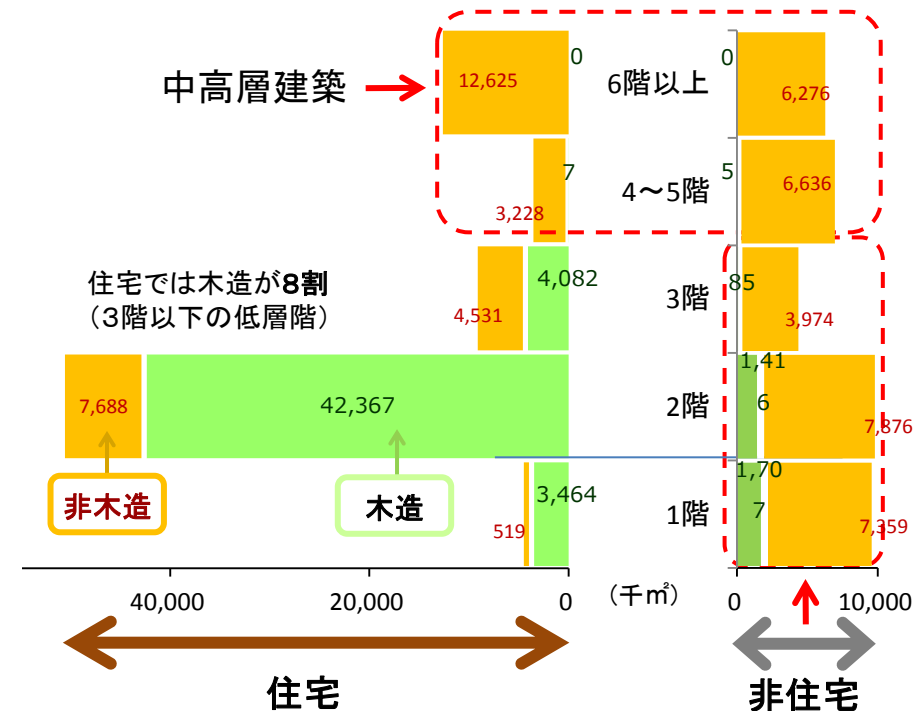 中高層建築
12,625
0
6階以上
0
6,276
3,228
7
4～5階
5
6,636
住宅では木造が8割
（3階以下の低層階）
4,531
4,082
3階
85
3,974
7,688
42,367
2階
1,41
6
7,876
非木造
木造
519
3,464
1階
1,70
7
7,359
40,000
20,000
0
（千㎡）
0
10,000
住宅
非住宅